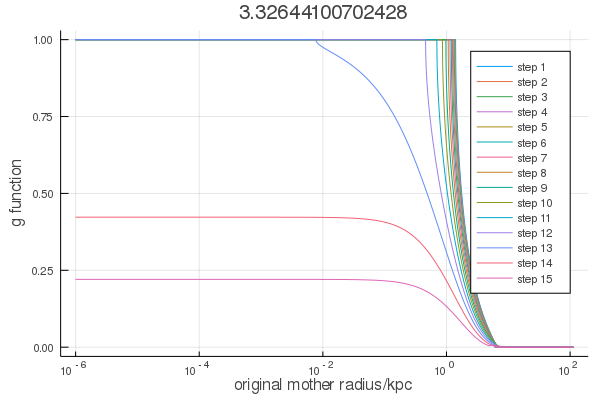 3.32644100702428
g function
1.00
0.75
0.50
0.25
0.00
step 1
step 2
step 3
step 4
step 5
step 6
step 7
step 8
step 9
step 10
step 11
step 12
step 13
step 14
step 15
10^-6 10^-4 10^-2 10^0 10^2
original mother radius/kpc